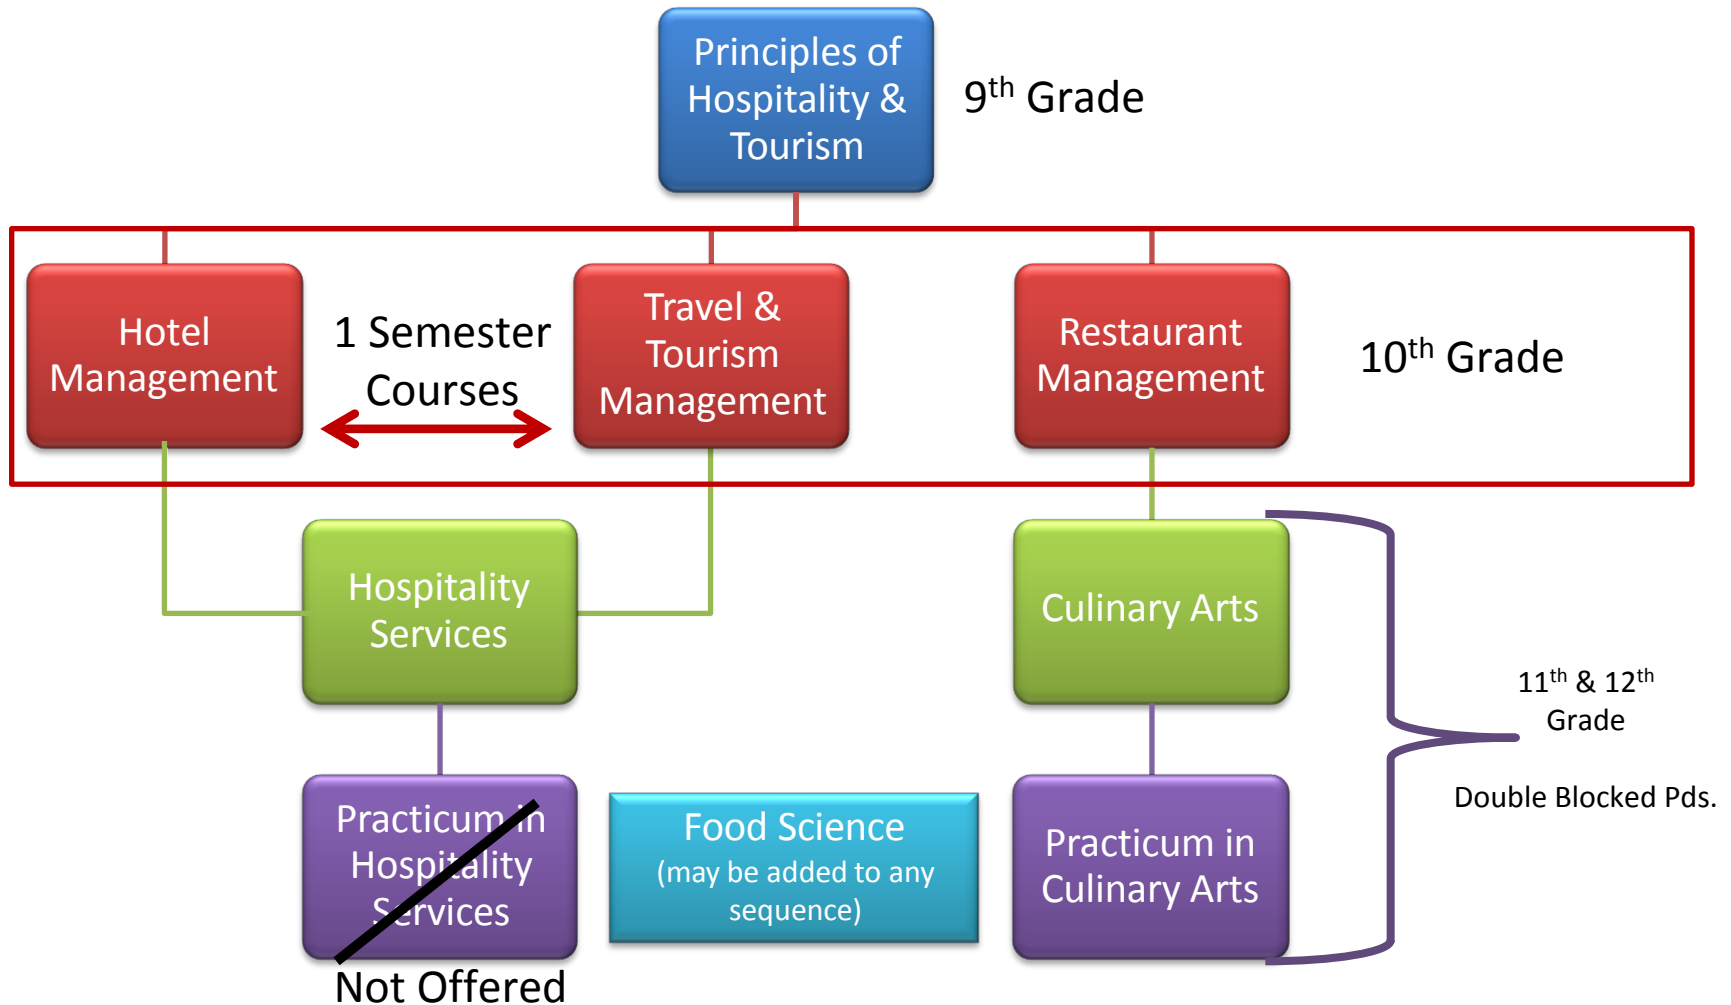 Principles of
Hospitality &
Tourism
9th Grade
Hotel
Management
1 Semester
Courses
Travel &
Tourism
Management
Restaurant
Management
10th Grade
Hospitality
Services
Culinary Arts
11th & 12th
Grade
Double Blocked Pds.
Practicum in
Hospitality
Services
Not Offered
Food Science
(may be added to any
sequence)
Practicum in
Culinary Arts